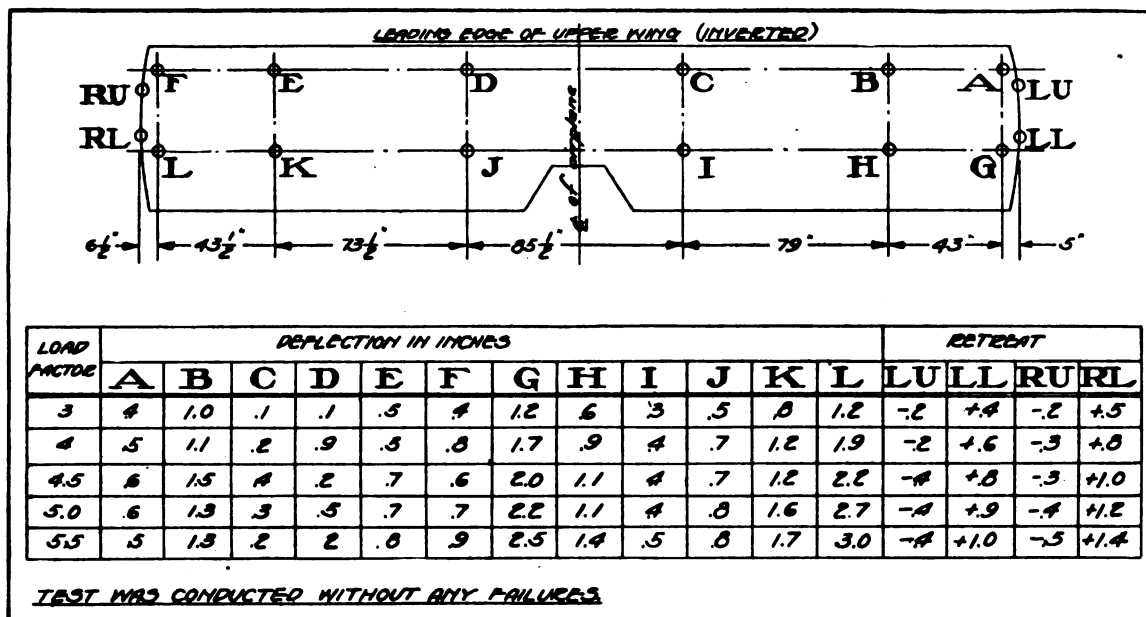 LEADING EDGE OF UPPER WING (INVERTED)
F E D C B A
RU LU
RL LL
L K J I H G
℄ of airplane
6½" 43½" 73½" 85½" 79" 43" 5"
LOAD FACTOR DEFLECTION IN INCHES RETREAT
A B C D E F G H I J K L LU LL RU RL
3 .4 1.0 .1 .1 .5 .4 1.2 .6 .3 .5 .8 1.2 -.2 +.4 -.2 +.5
4 .5 1.1 .2 .9 .5 .8 1.7 .9 .4 .7 1.2 1.9 -.2 +.6 -.3 +.8
4.5 .6 1.5 .4 .2 .7 .6 2.0 1.1 .4 .7 1.2 2.2 -.4 +.8 -.3 +1.0
5.0 .6 1.3 .3 .5 .7 .7 2.2 1.1 .4 .8 1.6 2.7 -.4 +.9 -.4 +1.2
5.5 .5 1.3 .2 .2 .8 .9 2.5 1.4 .5 .8 1.7 3.0 -.4 +1.0 -.5 +1.4
TEST WAS CONDUCTED WITHOUT ANY FAILURES.